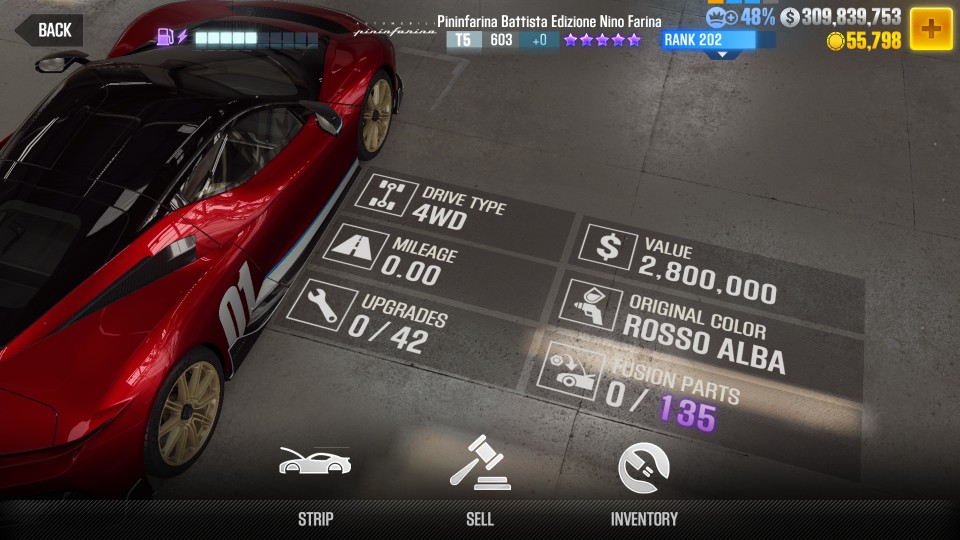 BACK
AUTOMOBILI
pininfarina
Pininfarina Battista Edizione Nino Farina
T5 603 +0
48%
$ 309,839,753
RANK 202
55,798
DRIVE TYPE
4WD
MILEAGE
0.00
UPGRADES
0 / 42
$
VALUE
2,800,000
ORIGINAL COLOR
ROSSO ALBA
FUSION PARTS
0 / 135
01
STRIP
SELL
INVENTORY